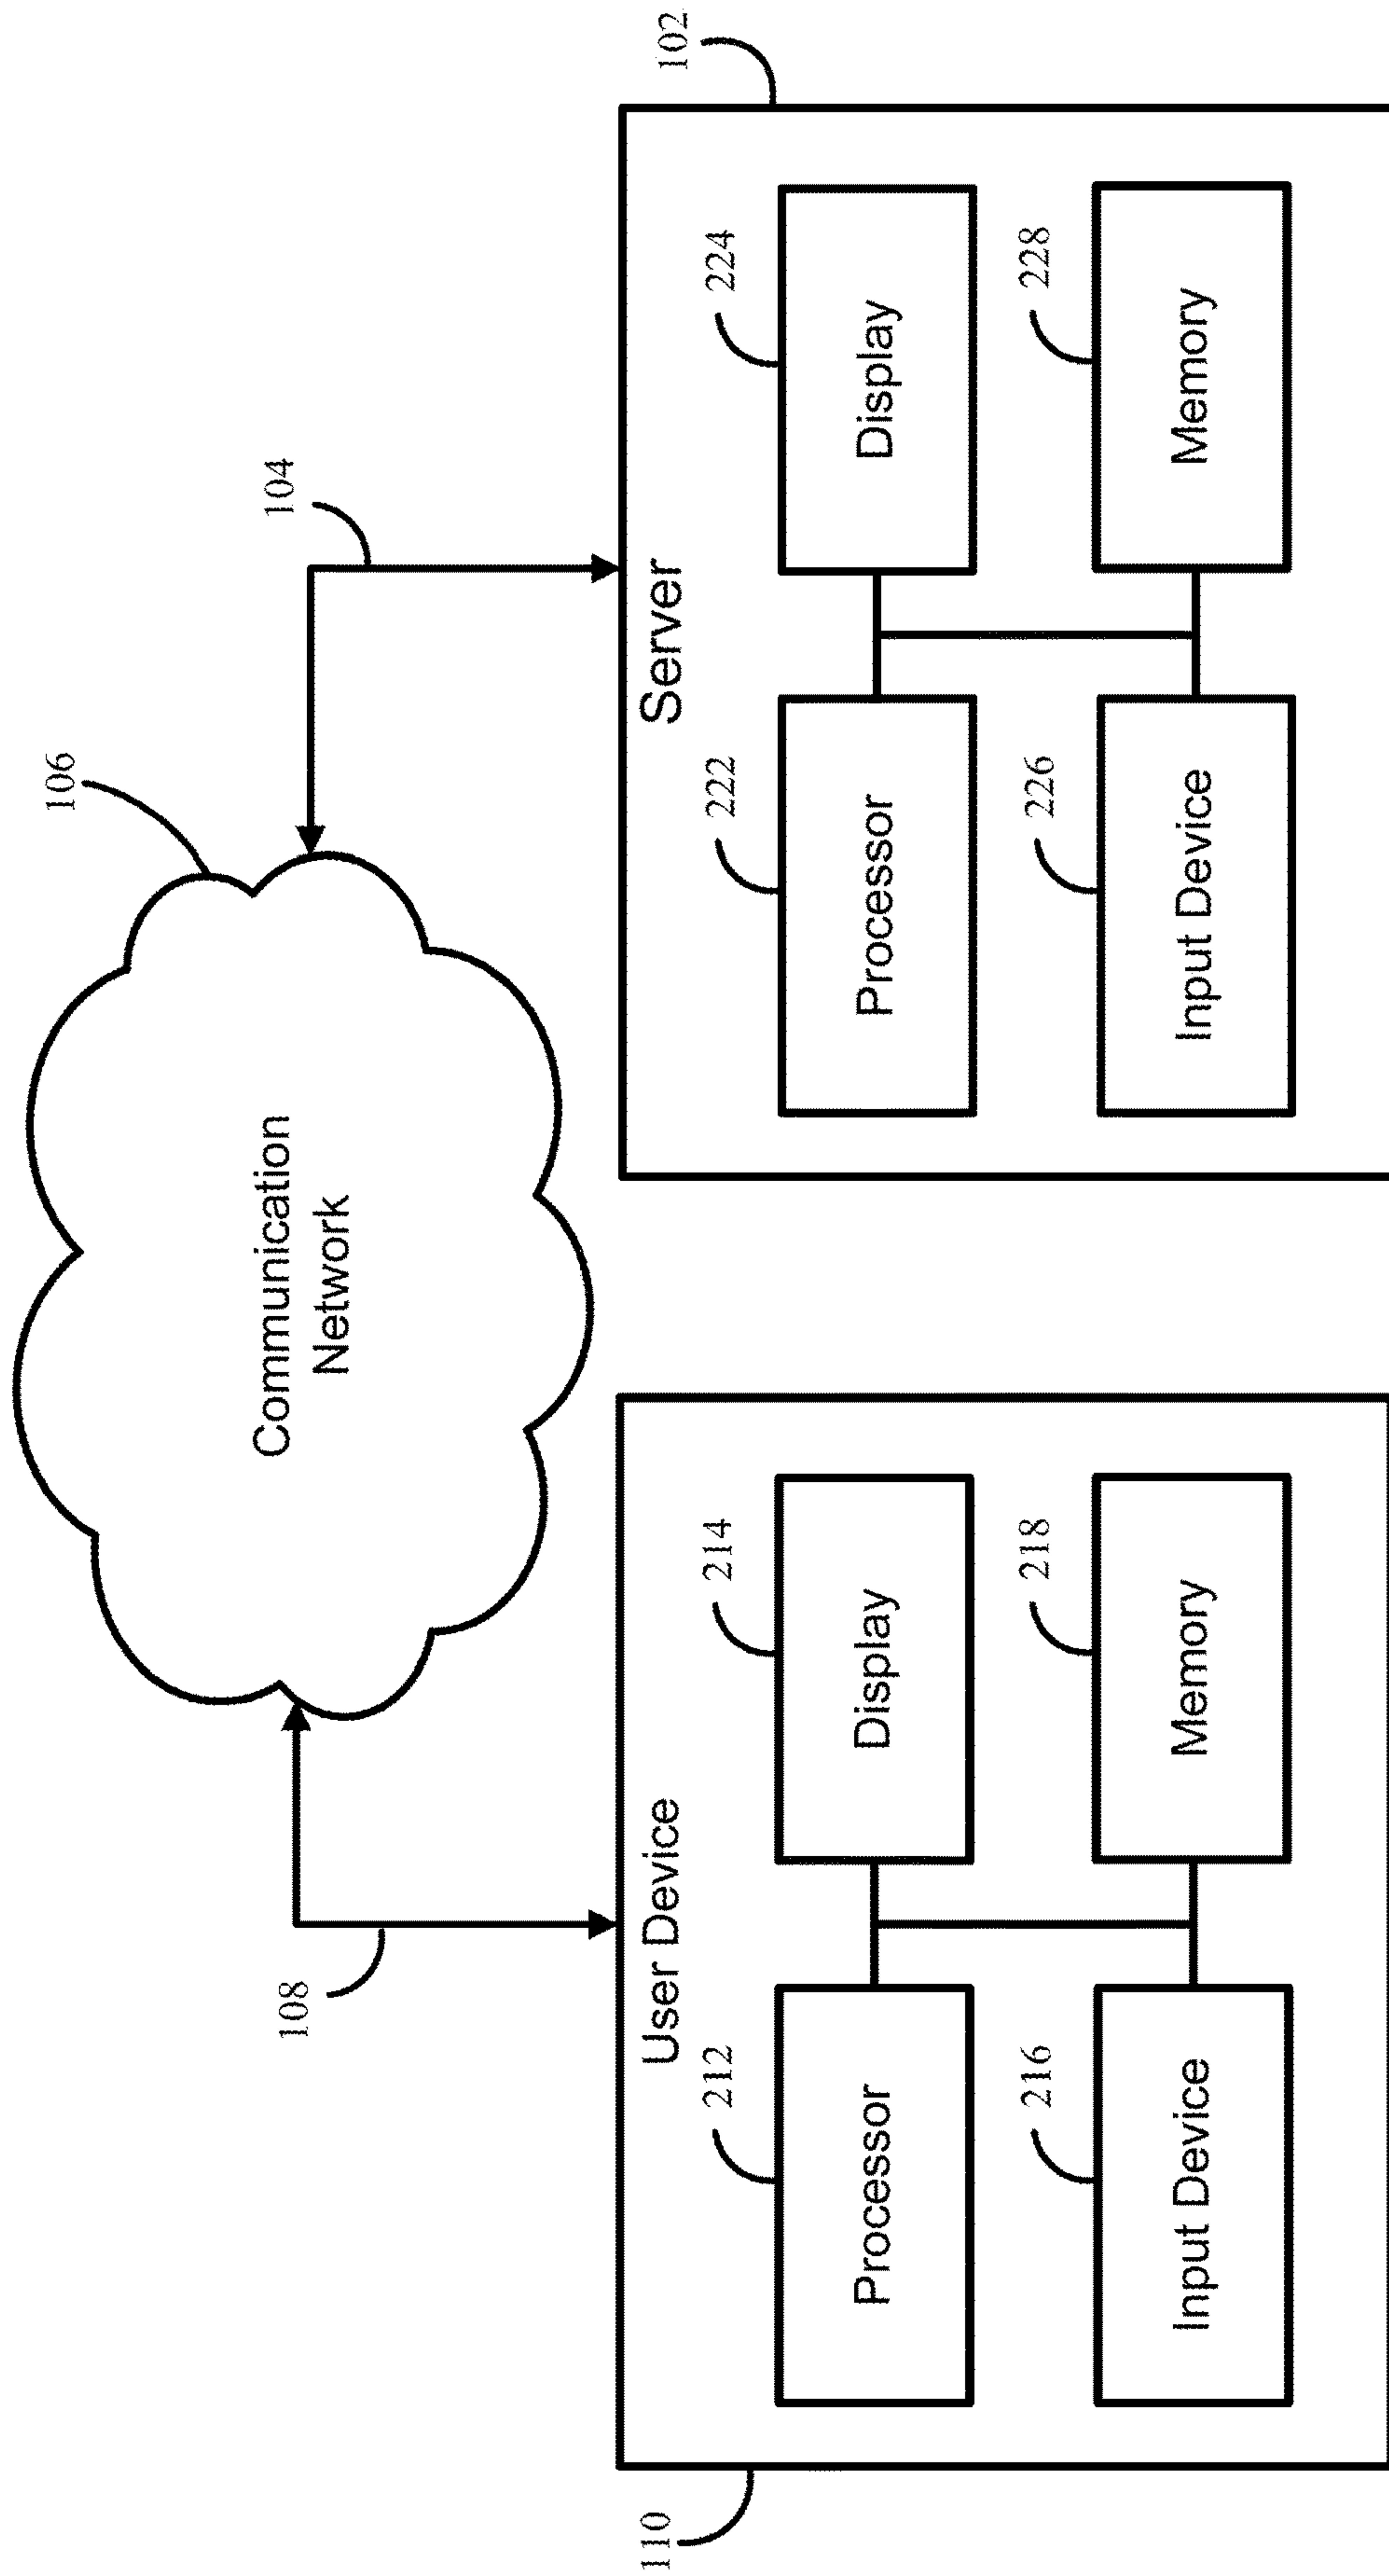 106
Communication
Network
104
108
110
User Device
212
Processor
214
Display
216
Input Device
218
Memory
102
Server
222
Processor
224
Display
226
Input Device
228
Memory